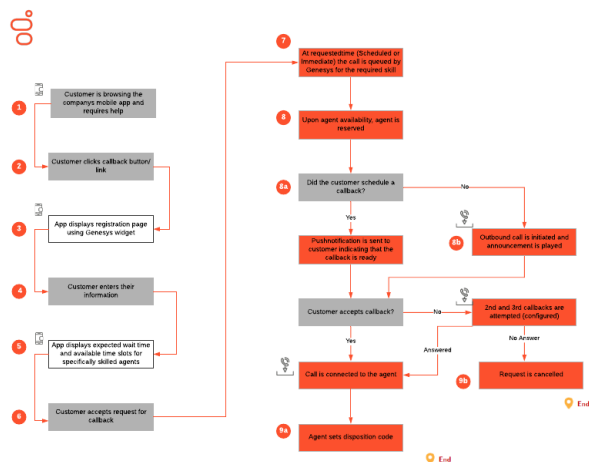 1
Customer is browsing the
companys mobile app and
requires help
2
Customer clicks callback button/
link
3
App displays registration page
using Genesys widget
4
Customer enters their
information
5
App displays expected wait time
and available time slots for
specifically skilled agents
6
Customer accepts request for
callback
7
At requestedtime (Scheduled or
Immediate) the call is queued by
Genesys for the required skill
8
Upon agent availability, agent is
reserved
8a
Did the customer schedule a
callback?
No
Yes
8b
Outbound call is initiated and
announcement is played
Pushnotification is sent to
customer indicating that the
callback is ready
Customer accepts callback?
No
2nd and 3rd callbacks are
attempted (configured)
Yes
Answered
No Answer
Call is connected to the agent
9b
Request is cancelled
End
9a
Agent sets disposition code
End